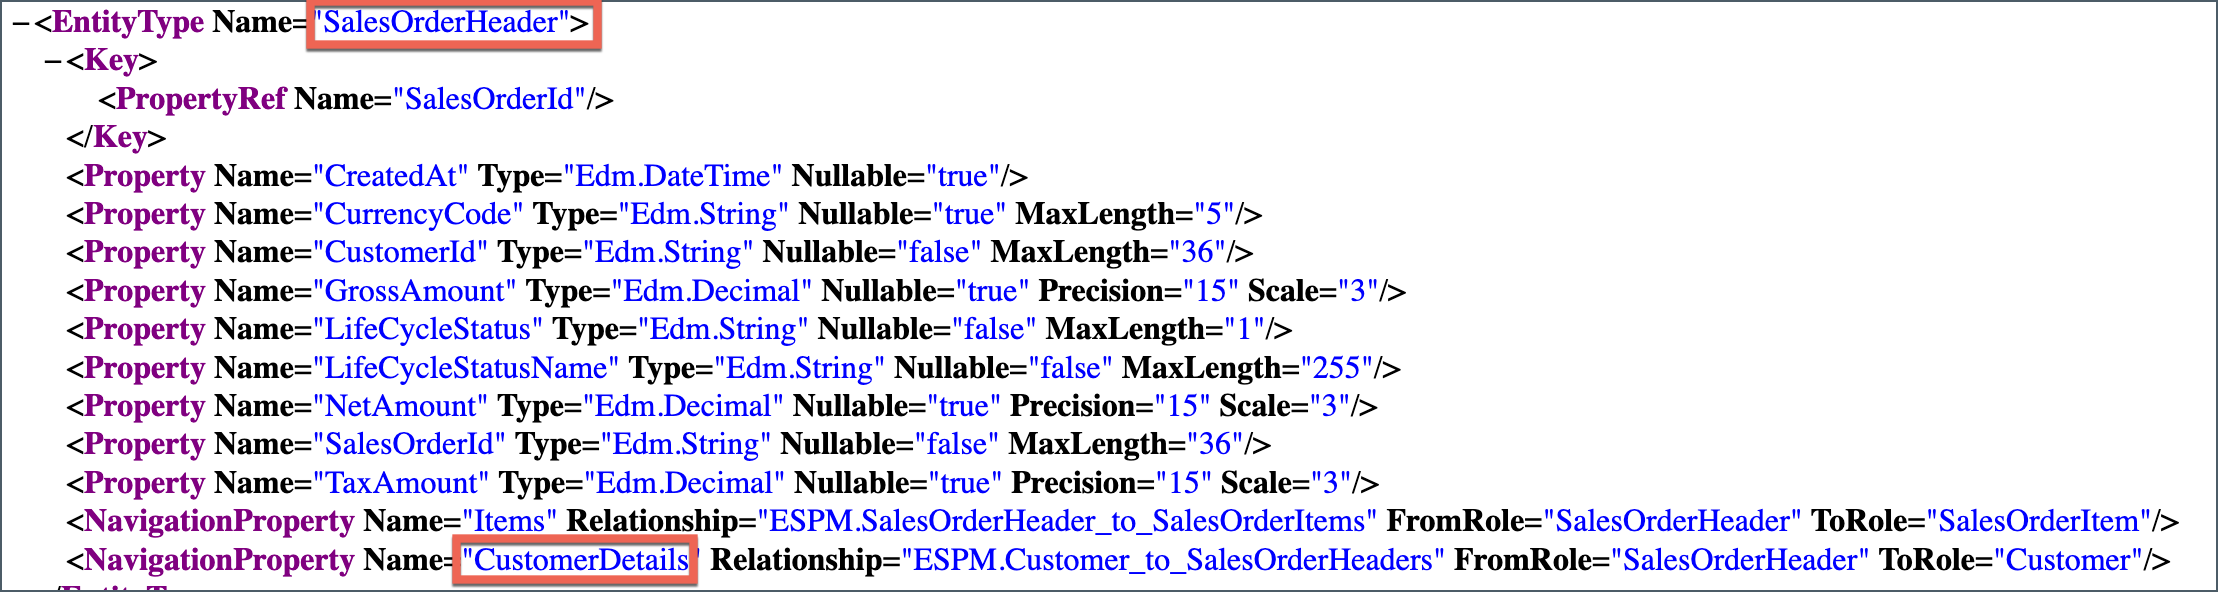 −<EntityType Name="SalesOrderHeader">
−<Key>
<PropertyRef Name="SalesOrderId"/>
</Key>
<Property Name="CreatedAt" Type="Edm.DateTime" Nullable="true"/>
<Property Name="CurrencyCode" Type="Edm.String" Nullable="true" MaxLength="5"/>
<Property Name="CustomerId" Type="Edm.String" Nullable="false" MaxLength="36"/>
<Property Name="GrossAmount" Type="Edm.Decimal" Nullable="true" Precision="15" Scale="3"/>
<Property Name="LifeCycleStatus" Type="Edm.String" Nullable="false" MaxLength="1"/>
<Property Name="LifeCycleStatusName" Type="Edm.String" Nullable="false" MaxLength="255"/>
<Property Name="NetAmount" Type="Edm.Decimal" Nullable="true" Precision="15" Scale="3"/>
<Property Name="SalesOrderId" Type="Edm.String" Nullable="false" MaxLength="36"/>
<Property Name="TaxAmount" Type="Edm.Decimal" Nullable="true" Precision="15" Scale="3"/>
<NavigationProperty Name="Items" Relationship="ESPM.SalesOrderHeader_to_SalesOrderItems" FromRole="SalesOrderHeader" ToRole="SalesOrderItem"/>
<NavigationProperty Name="CustomerDetails" Relationship="ESPM.Customer_to_SalesOrderHeaders" FromRole="SalesOrderHeader" ToRole="Customer"/>